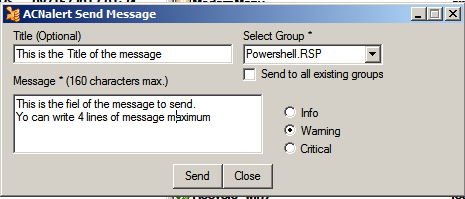 ACNalert Send Message
Title (Optional)
This is the Title of the message
Select Group *
Powershell.RSP
Send to all existing groups
Message * (160 characters max.)
This is the fiel of the message to send.
Yo can write 4 lines of message maximum
Info
Warning
Critical
Send
Close